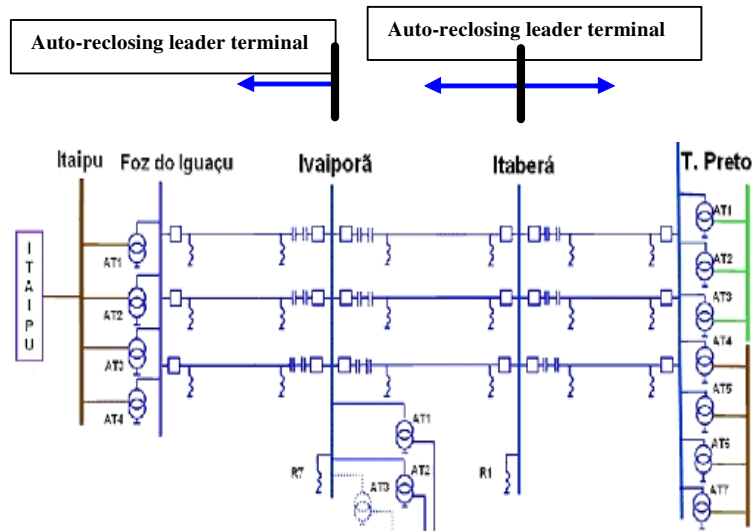 Auto-reclosing leader terminal
Auto-reclosing leader terminal
Itaipu
Foz do Iguaçu
Ivaiporã
Itaberá
T. Preto
I
T
A
I
P
U
AT1
AT2
AT3
AT4
AT1
AT2
AT3
R7
R1
AT1
AT2
AT3
AT4
AT5
AT6
AT7